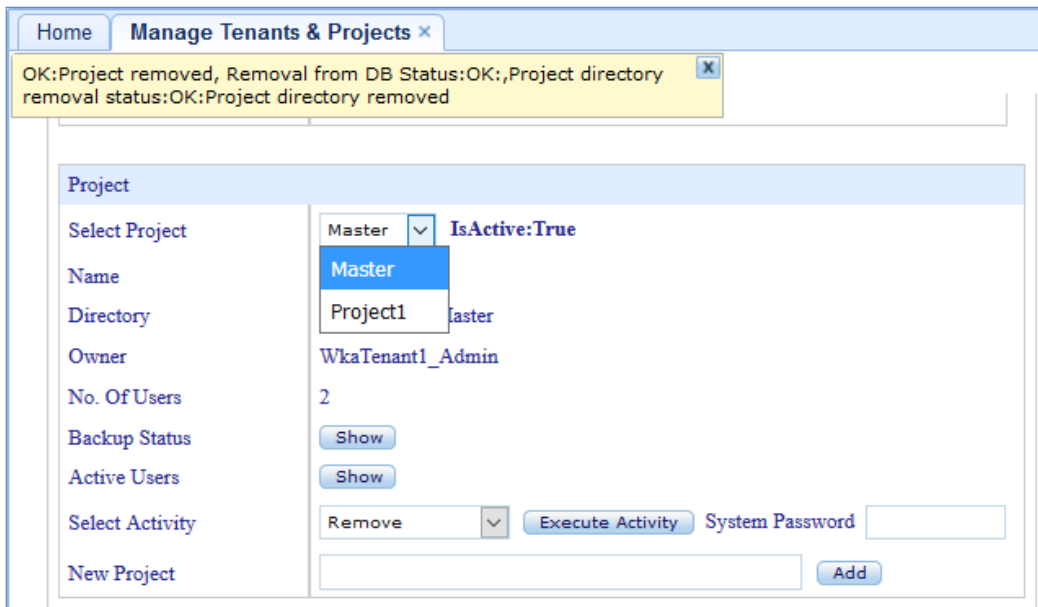 Home Manage Tenants & Projects ×
OK:Project removed, Removal from DB Status:OK:,Project directory
removal status:OK:Project directory removed
X
Project
Select Project Master IsActive:True
Master
Name
Project1
Directory
Owner WkaTenant1_Admin
No. Of Users 2
Backup Status Show
Active Users Show
Select Activity Remove Execute Activity System Password
New Project Add